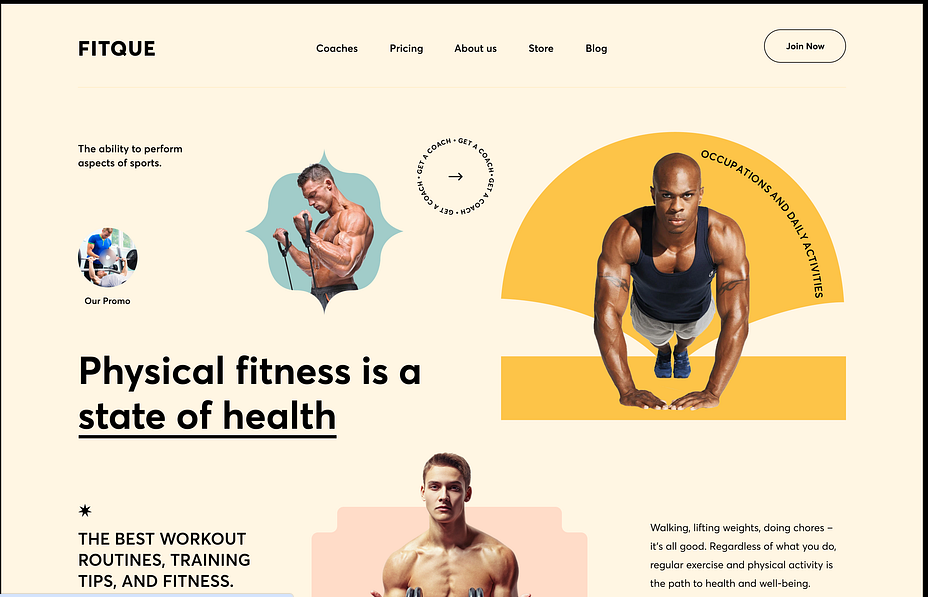 FITQUE
Coaches
Pricing
About us
Store
Blog
Join Now
The ability to perform
aspects of sports.
GET A COACH • GET A COACH • GET A COACH • GET A COACH •
→
OCCUPATIONS AND DAILY ACTIVITIES
Our Promo
Physical fitness is a
state of health
THE BEST WORKOUT
ROUTINES, TRAINING
TIPS, AND FITNESS.
Walking, lifting weights, doing chores –
it's all good. Regardless of what you do,
regular exercise and physical activity is
the path to health and well-being.